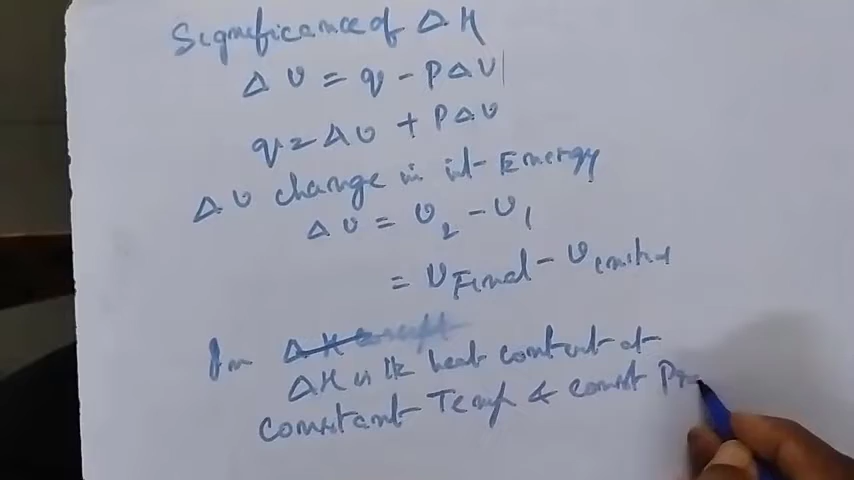 Significance of ΔH
ΔU = q - PΔV
q = ΔU + PΔV
ΔU change in int- Energy
ΔU = U2 - U1
= UFinal - Uinitial
ΔH is the heat content at
constant Temp & const Pr